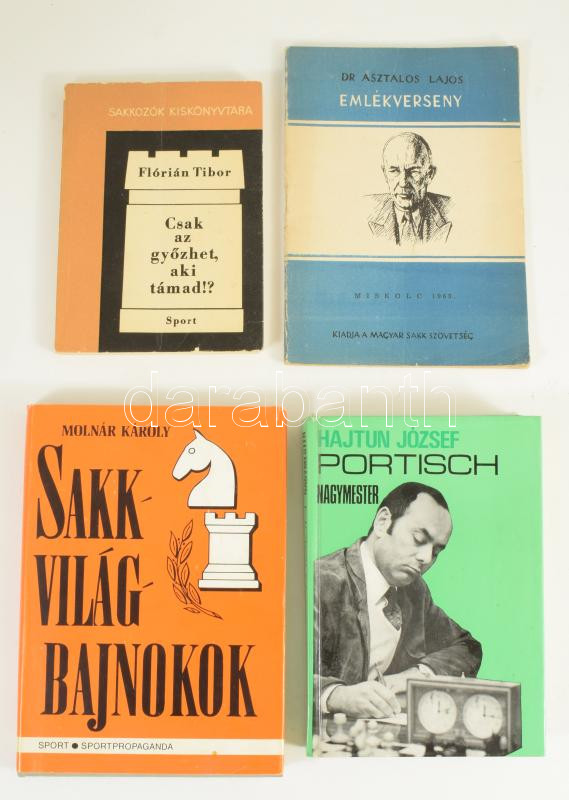 SAKKOZÓK KISKÖNYVTÁRA
Flórián Tibor
Csak
az
győzhet,
aki
támad!?
Sport
DR ASZTALOS LAJOS
EMLÉKVERSENY
MISKOLC 1963.
KIADJA A MAGYAR SAKK SZÖVETSÉG
darabanth
MOLNÁR KÁROLY
SAKK-
VILÁG-
BAJNOKOK
SPORT ● SPORTPROPAGANDA
HAJTUN JÓZSEF
PORTISCH
NAGYMESTER